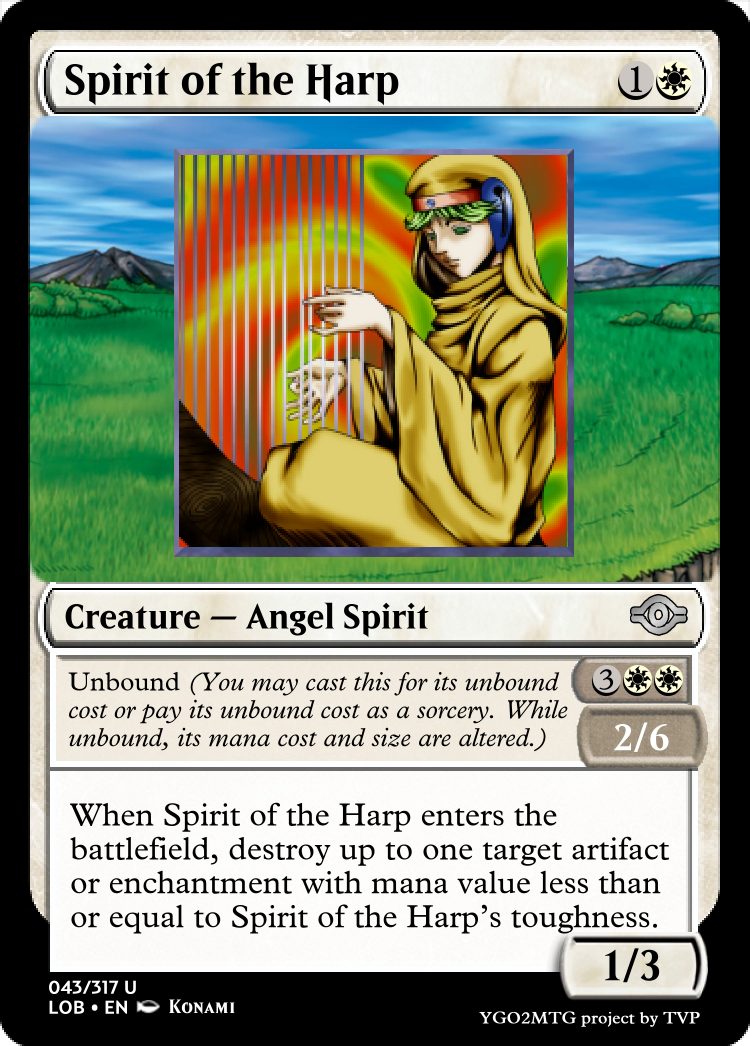 Spirit of the Harp 1
Creature — Angel Spirit
Unbound (You may cast this for its unbound 3
cost or pay its unbound cost as a sorcery. While
unbound, its mana cost and size are altered.) 2/6
When Spirit of the Harp enters the
battlefield, destroy up to one target artifact
or enchantment with mana value less than
or equal to Spirit of the Harp's toughness.
1/3
043/317 U
LOB • EN KONAMI
YGO2MTG project by TVP